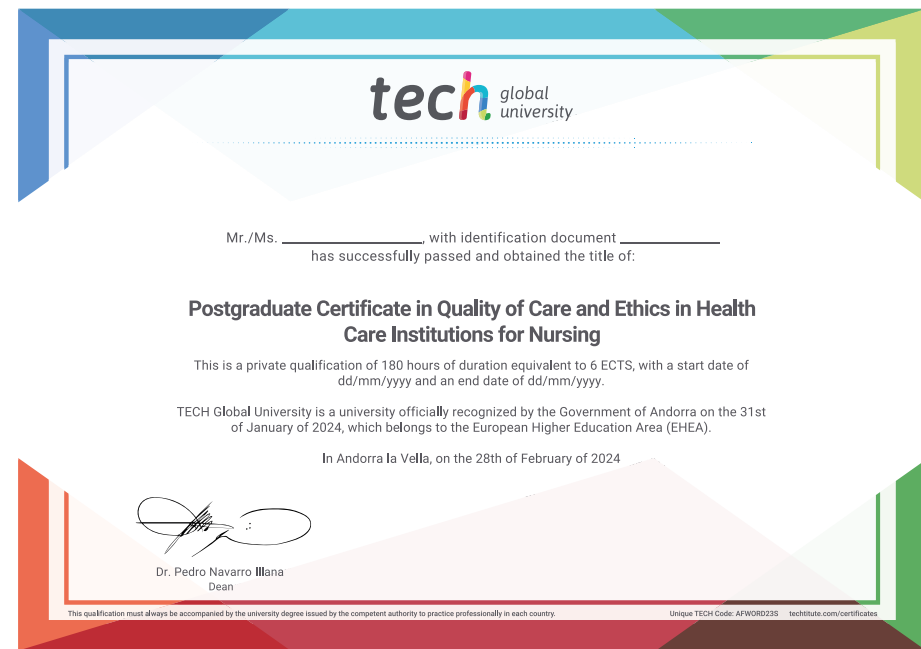 tech global university
Mr./Ms. ____________________, with identification document ______________
has successfully passed and obtained the title of:
Postgraduate Certificate in Quality of Care and Ethics in Health
Care Institutions for Nursing
This is a private qualification of 180 hours of duration equivalent to 6 ECTS, with a start date of
dd/mm/yyyy and an end date of dd/mm/yyyy.
TECH Global University is a university officially recognized by the Government of Andorra on the 31st
of January of 2024, which belongs to the European Higher Education Area (EHEA).
In Andorra la Vella, on the 28th of February of 2024
Dr. Pedro Navarro Illana
Dean
This qualification must always be accompanied by the university degree issued by the competent authority to practice professionally in each country.
Unique TECH Code: AFWORD23S techtitute.com/certificates